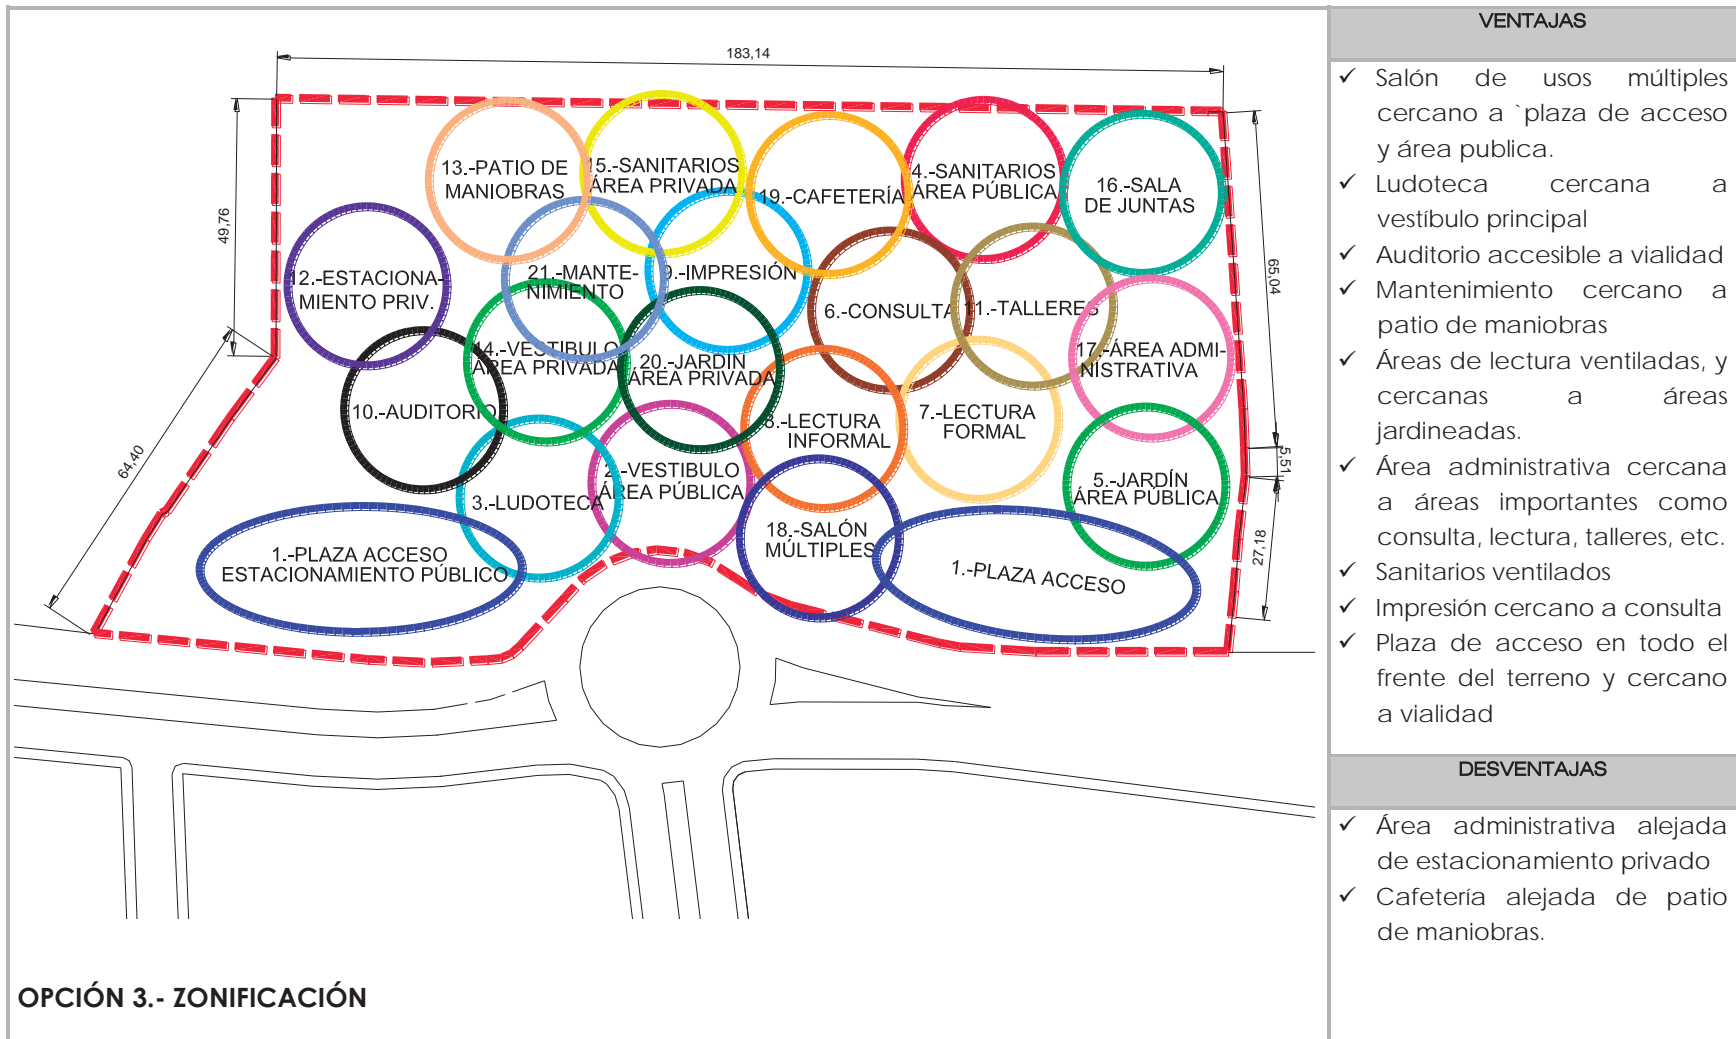 183,14
49,76
64,40
65,04
5,51
27,18
13.-PATIO DE
MANIOBRAS
15.-SANITARIOS
ÁREA PRIVADA
19.-CAFETERÍA
4.-SANITARIOS
ÁREA PÚBLICA
16.-SALA
DE JUNTAS
12.-ESTACIONA-
MIENTO PRIV.
21.-MANTE-
NIMIENTO
9.-IMPRESIÓN
6.-CONSULTA
11.-TALLERES
14.-VESTIBULO
ÁREA PRIVADA
20.-JARDIN
ÁREA PRIVADA
17.-ÁREA ADMI-
NISTRATIVA
10.-AUDITORIO
8.-LECTURA
INFORMAL
7.-LECTURA
FORMAL
3.-LUDOTECA
2.-VESTIBULO
ÁREA PÚBLICA
5.-JARDÍN
ÁREA PÚBLICA
18.-SALÓN
MÚLTIPLES
1.-PLAZA ACCESO
ESTACIONAMIENTO PÚBLICO
1.-PLAZA ACCESO
OPCIÓN 3.- ZONIFICACIÓN
VENTAJAS
✓ Salón de usos múltiples
cercano a `plaza de acceso
y área publica.
✓ Ludoteca cercana a
vestíbulo principal
✓ Auditorio accesible a vialidad
✓ Mantenimiento cercano a
patio de maniobras
✓ Áreas de lectura ventiladas, y
cercanas a áreas
jardineadas.
✓ Área administrativa cercana
a áreas importantes como
consulta, lectura, talleres, etc.
✓ Sanitarios ventilados
✓ Impresión cercano a consulta
✓ Plaza de acceso en todo el
frente del terreno y cercano
a vialidad
DESVENTAJAS
✓ Área administrativa alejada
de estacionamiento privado
✓ Cafetería alejada de patio
de maniobras.